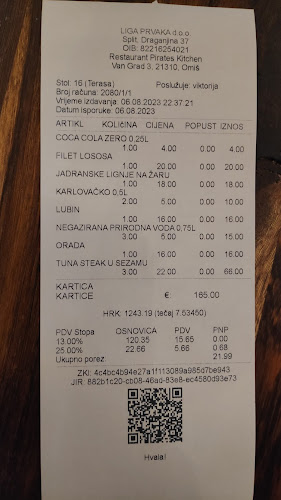 LIGA PRVAKA d.o.o.
Split, Draganjina 37
OIB: 82216254021
Restaurant Pirates Kitchen
Van Grad 3, 21310, Omiš
Stol: 16 (Terasa) Poslužuje: viktorija
Broj računa: 2080/1/1
Vrijeme izdavanja: 06.08.2023 22:37:21
Datum isporuke: 06.08.2023
ARTIKL KOLIČINA CIJENA POPUST IZNOS
COCA COLA ZERO 0,25L
1.00 4.00 0.00 4.00
FILET LOSOSA
1.00 20.00 0.00 20.00
JADRANSKE LIGNJE NA ŽARU
1.00 18.00 0.00 18.00
KARLOVAČKO 0,5L
2.00 5.00 0.00 10.00
LUBIN
1.00 16.00 0.00 16.00
NEGAZIRANA PRIRODNA VODA 0,75L
3.00 5.00 0.00 15.00
ORADA
1.00 16.00 0.00 16.00
TUNA STEAK U SEZAMU
3.00 22.00 0.00 66.00
KARTICA
KARTICE € 165.00
HRK: 1243.19 (tečaj 7.53450)
PDV Stopa OSNOVICA PDV PNP
13.00% 120.35 15.65 0.00
25.00% 22.66 5.66 0.68
Ukupno porez 21.99
ZKI: 4c4bc4b94e27a1f113089a985d7be943
JIR: 882b1c20-cb08-46ad-83e8-ec4580d93e73
Hvala!